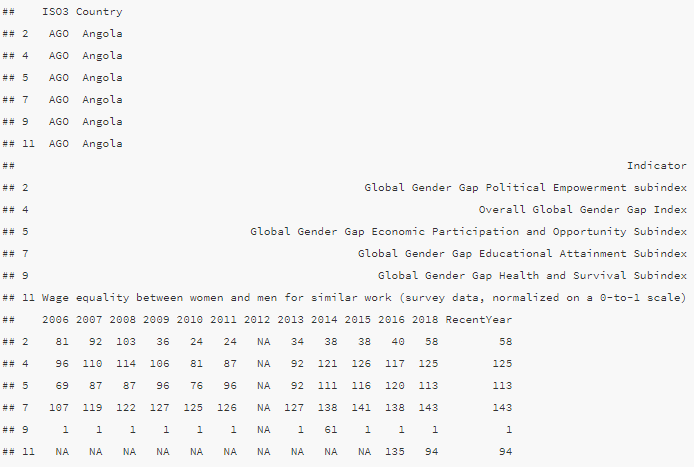 ##    ISO3 Country
## 2   AGO  Angola
## 4   AGO  Angola
## 5   AGO  Angola
## 7   AGO  Angola
## 9   AGO  Angola
## 11  AGO  Angola
##                                                                                           Indicator
## 2                                                   Global Gender Gap Political Empowerment subindex
## 4                                                                    Overall Global Gender Gap Index
## 5                                 Global Gender Gap Economic Participation and Opportunity Subindex
## 7                                                  Global Gender Gap Educational Attainment Subindex
## 9                                                     Global Gender Gap Health and Survival Subindex
## 11 Wage equality between women and men for similar work (survey data, normalized on a 0-to-1 scale)
##    2006 2007 2008 2009 2010 2011 2012 2013 2014 2015 2016 2018 RecentYear
## 2    81   92  103   36   24   24   NA   34   38   38   40   58         58
## 4    96  110  114  106   81   87   NA   92  121  126  117  125        125
## 5    69   87   87   96   76   96   NA   92  111  116  120  113        113
## 7   107  119  122  127  125  126   NA  127  138  141  138  143        143
## 9     1    1    1    1    1    1   NA    1   61    1    1    1          1
## 11   NA   NA   NA   NA   NA   NA   NA   NA   NA   NA  135   94         94